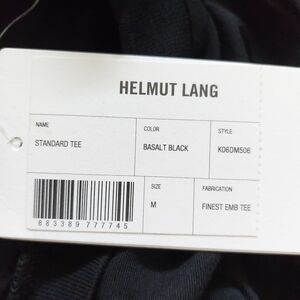 HELMUT LANG
NAME
STANDARD TEE
COLOR
BASALT BLACK
STYLE
K06DM506
SIZE
M
FABRICATION
FINEST EMB TEE
883389777745